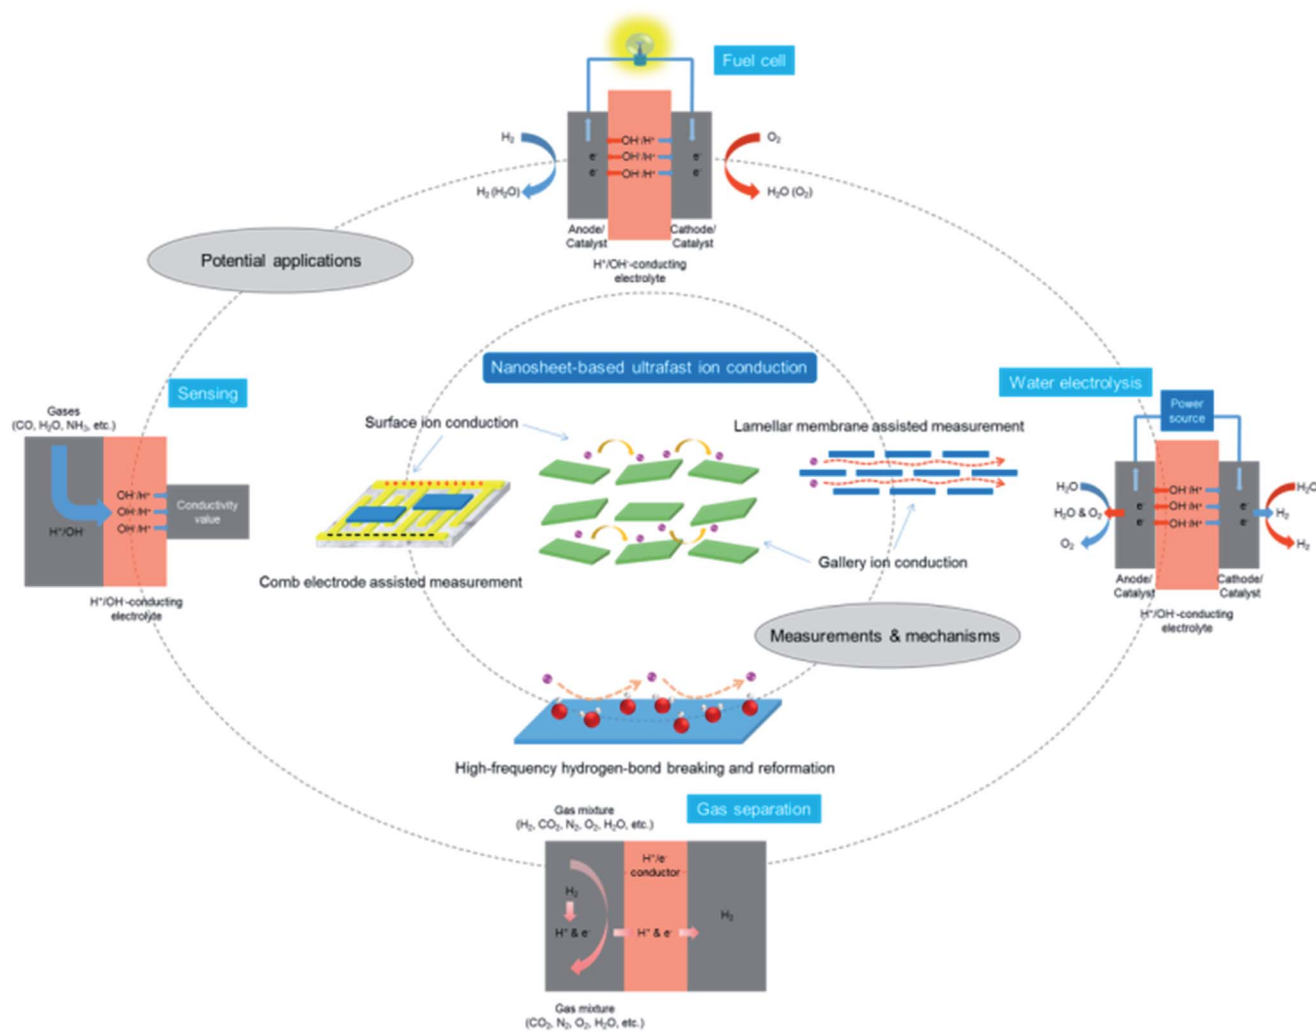 Fuel cell
H₂
OH⁻/H⁺
O₂
e⁻
OH⁻/H⁺
e⁻
e⁻
OH⁻/H⁺
e⁻
H₂ (H₂O)
H₂O (O₂)
Anode/
Catalyst
Cathode/
Catalyst
H⁺/OH⁻-conducting
electrolyte
Potential applications
Nanosheet-based ultrafast ion conduction
Surface ion conduction
Comb electrode assisted measurement
Lamellar membrane assisted measurement
Gallery ion conduction
Measurements & mechanisms
High-frequency hydrogen-bond breaking and reformation
Sensing
Gases
(CO, H₂O, NH₃, etc.)
OH⁻/H⁺
OH⁻/H⁺
OH⁻/H⁺
H⁺/OH⁻
Conductivity
value
H⁺/OH⁻-conducting
electrolyte
Water electrolysis
Power
source
H₂O
OH⁻/H⁺
H₂O
H₂O & O₂
e⁻
OH⁻/H⁺
e⁻
H₂
e⁻
OH⁻/H⁺
e⁻
O₂
H₂
Anode/
Catalyst
Cathode/
Catalyst
H⁺/OH⁻-conducting
electrolyte
Gas separation
Gas mixture
(H₂, CO₂, N₂, O₂, H₂O, etc.)
H⁺/e⁻
conductor
H₂
H⁺ & e⁻
H⁺ & e⁻
H₂
Gas mixture
(CO₂, N₂, O₂, H₂O, etc.)